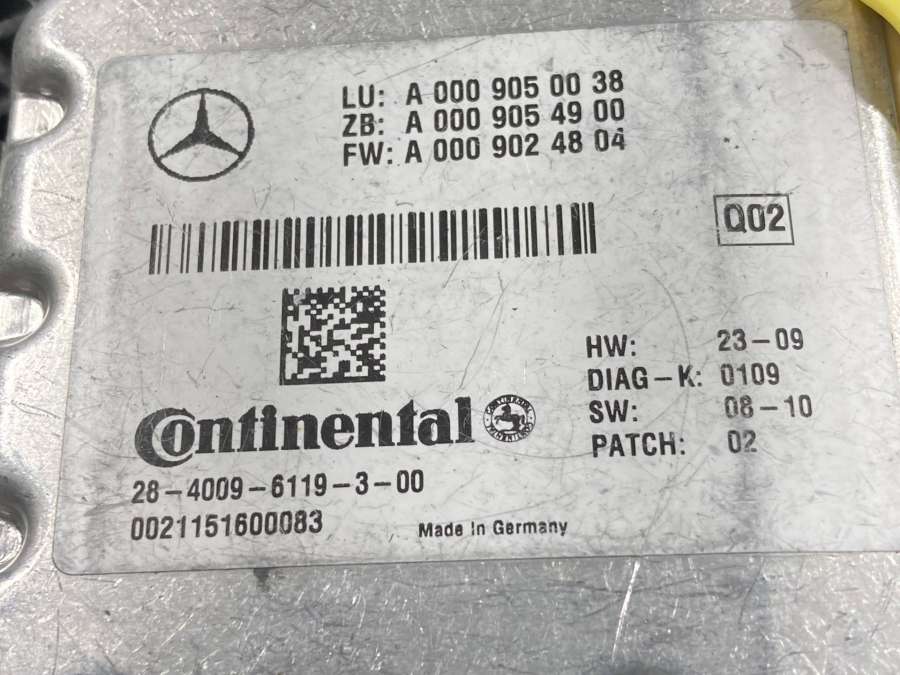 LU: A 000 905 00 38
ZB: A 000 905 49 00
FW: A 000 902 48 04
Q02
HW: 23-09
DIAG-K: 0109
SW: 08-10
PATCH: 02
Continental
28-4009-6119-3-00
0021151600083
Made in Germany